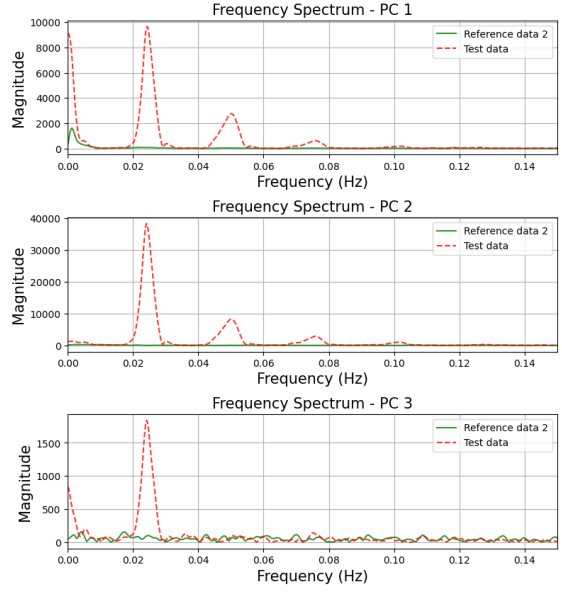 Frequency Spectrum - PC 1
10000
8000
6000
4000
2000
0
Magnitude
Reference data 2
Test data
0.00 0.02 0.04 0.06 0.08 0.10 0.12 0.14
Frequency (Hz)
Frequency Spectrum - PC 2
40000
30000
20000
10000
0
Magnitude
Reference data 2
Test data
0.00 0.02 0.04 0.06 0.08 0.10 0.12 0.14
Frequency (Hz)
Frequency Spectrum - PC 3
1500
1000
500
0
Magnitude
Reference data 2
Test data
0.00 0.02 0.04 0.06 0.08 0.10 0.12 0.14
Frequency (Hz)